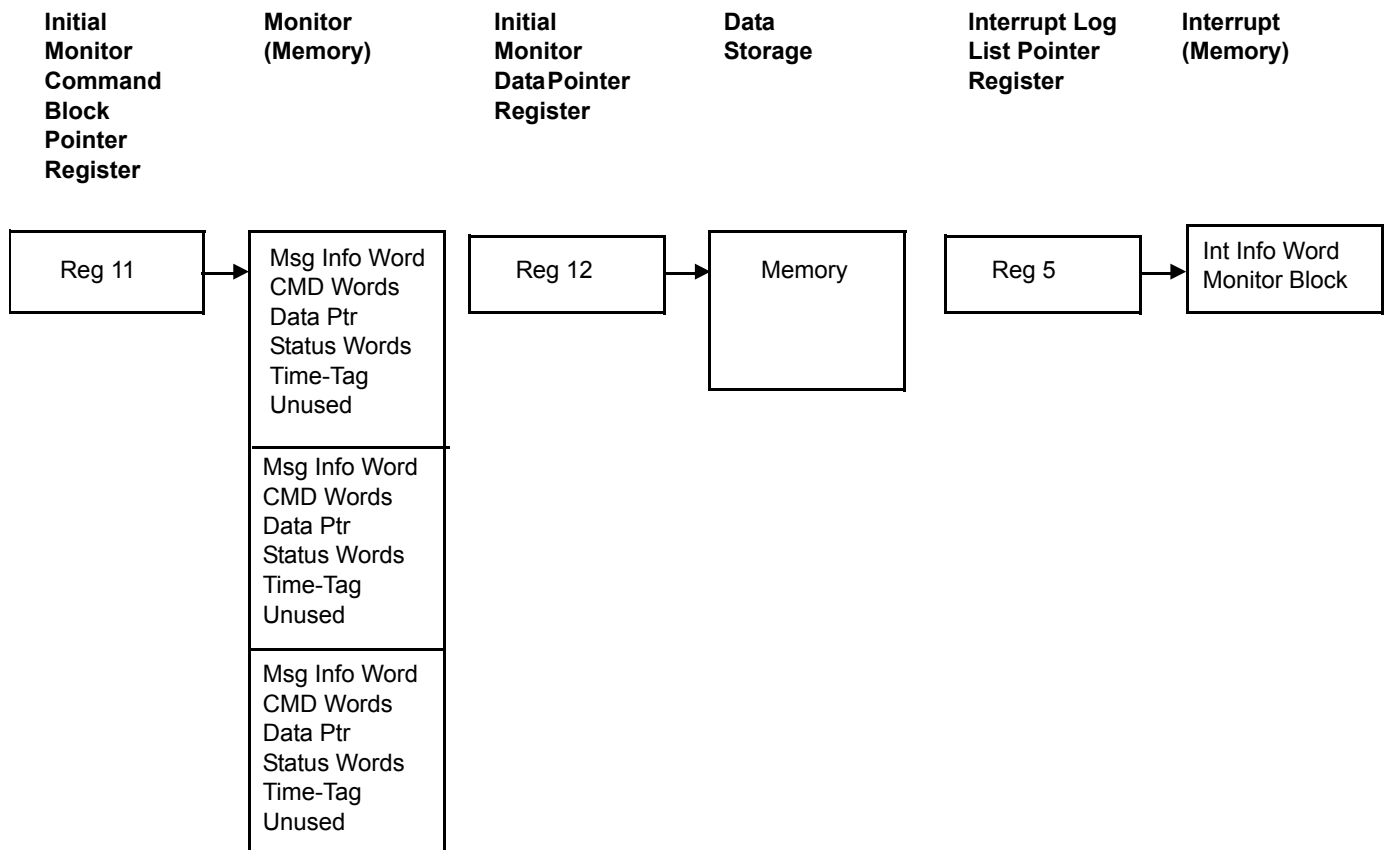 Initial
Monitor
Command
Block
Pointer
Register
Monitor
(Memory)
Initial
Monitor
DataPointer
Register
Data
Storage
Interrupt Log
List Pointer
Register
Interrupt
(Memory)
Reg 11
Msg Info Word
CMD Words
Data Ptr
Status Words
Time-Tag
Unused
Msg Info Word
CMD Words
Data Ptr
Status Words
Time-Tag
Unused
Msg Info Word
CMD Words
Data Ptr
Status Words
Time-Tag
Unused
Reg 12
Memory
Reg 5
Int Info Word
Monitor Block